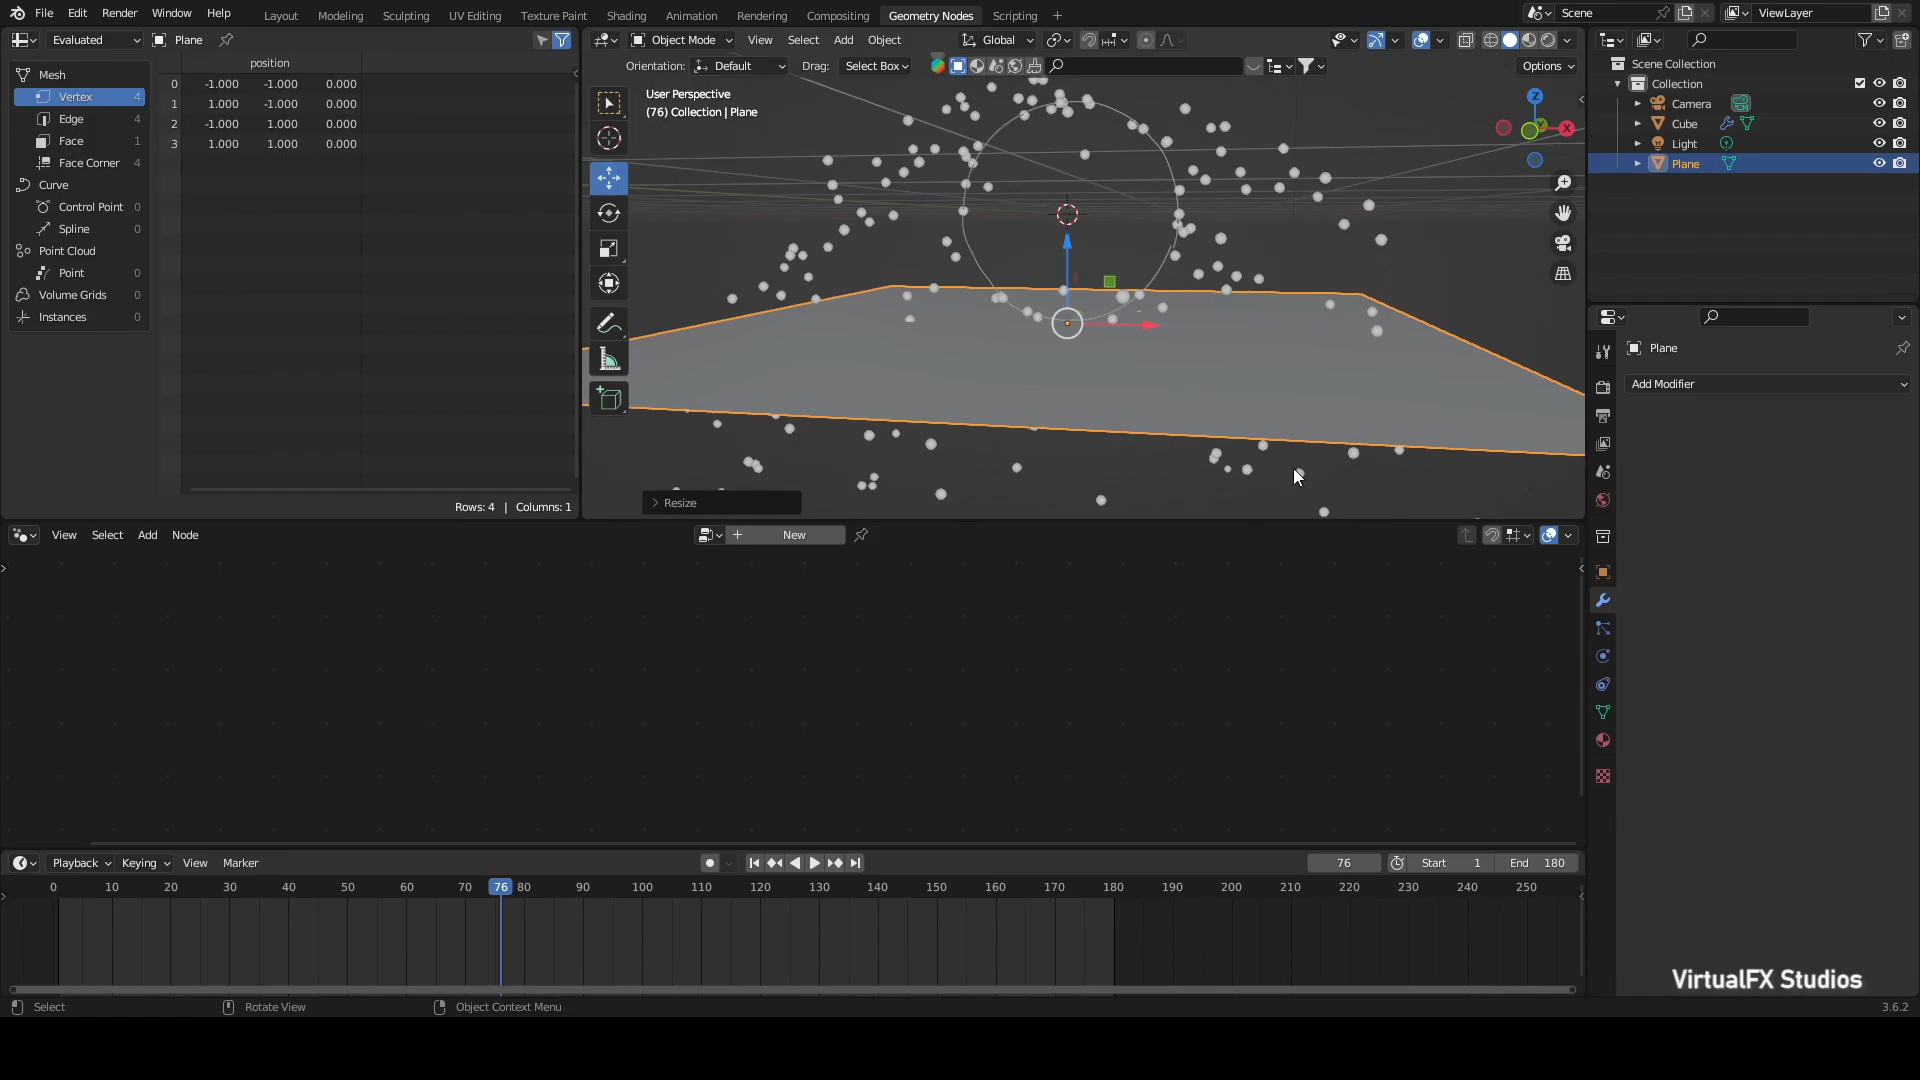 File Edit Render Window Help Layout Modeling Sculpting UV Editing Texture Paint Shading Animation Rendering Compositing Geometry Nodes Scripting + Scene ViewLayer
Evaluated Plane
position
Mesh
Vertex 4
Edge 4
Face 1
Face Corner 4
Curve
Control Point 0
Spline 0
Point Cloud
Point 0
Volume Grids 0
Instances 0
0 -1.000 -1.000 0.000
1 1.000 -1.000 0.000
2 -1.000 1.000 0.000
3 1.000 1.000 0.000
Rows: 4 | Columns: 1
Object Mode View Select Add Object Global
Orientation: Default Drag: Select Box Options
User Perspective
(76) Collection | Plane
Z
Y
X
> Resize
Scene Collection
Collection
Camera
Cube
Light
Plane
Plane
Add Modifier
View Select Add Node + New
Playback Keying View Marker 76 Start 1 End 180
0 10 20 30 40 50 60 70 76 80 90 100 110 120 130 140 150 160 170 180 190 200 210 220 230 240 250
VirtualFX Studios
Select Rotate View Object Context Menu 3.6.2